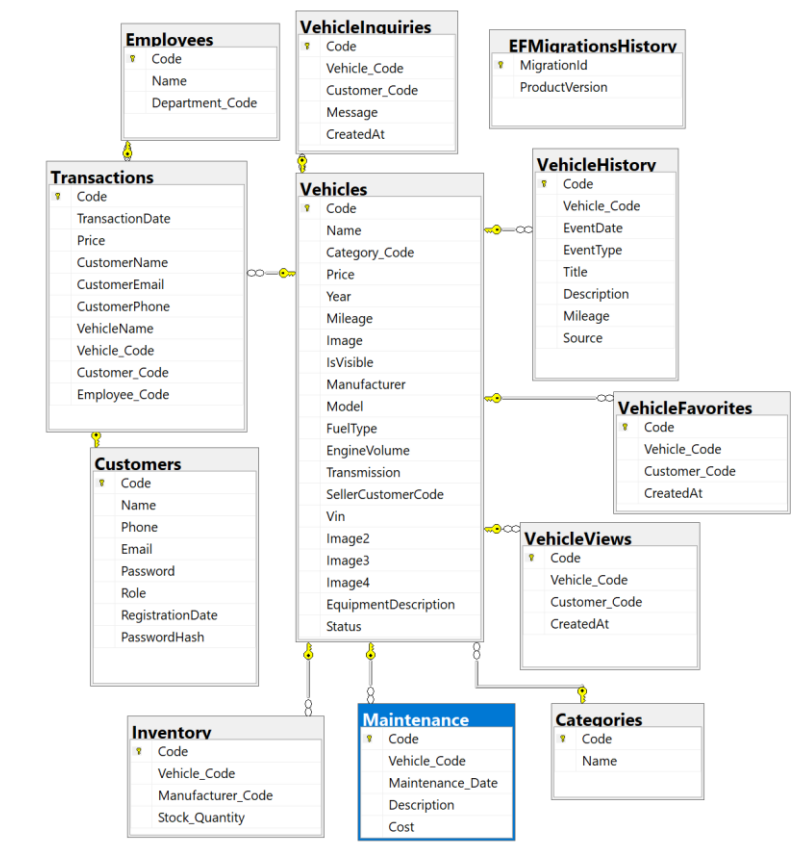 Employees
Code
Name
Department_Code
VehicleInquiries
Code
Vehicle_Code
Customer_Code
Message
CreatedAt
EFMigrationsHistory
MigrationId
ProductVersion
Transactions
Code
TransactionDate
Price
CustomerName
CustomerEmail
CustomerPhone
VehicleName
Vehicle_Code
Customer_Code
Employee_Code
Vehicles
Code
Name
Category_Code
Price
Year
Mileage
Image
IsVisible
Manufacturer
Model
FuelType
EngineVolume
Transmission
SellerCustomerCode
Vin
Image2
Image3
Image4
EquipmentDescription
Status
VehicleHistory
Code
Vehicle_Code
EventDate
EventType
Title
Description
Mileage
Source
VehicleFavorites
Code
Vehicle_Code
Customer_Code
CreatedAt
Customers
Code
Name
Phone
Email
Password
Role
RegistrationDate
PasswordHash
VehicleViews
Code
Vehicle_Code
Customer_Code
CreatedAt
Inventory
Code
Vehicle_Code
Manufacturer_Code
Stock_Quantity
Maintenance
Code
Vehicle_Code
Maintenance_Date
Description
Cost
Categories
Code
Name